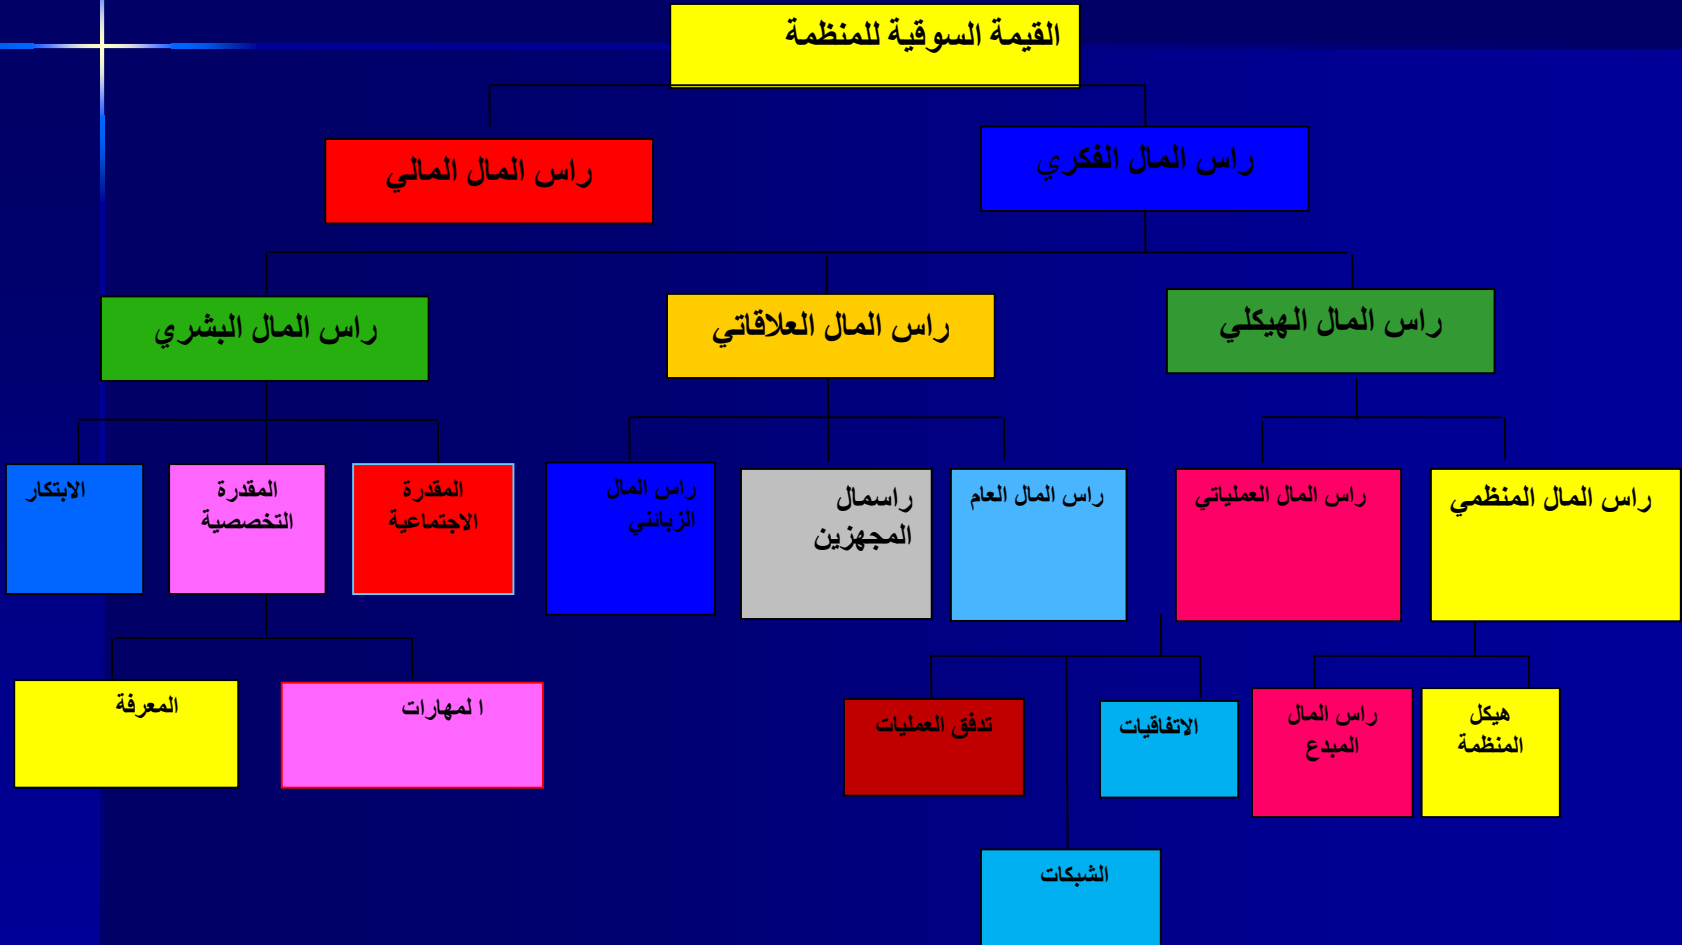 القيمة السوقية للمنظمة
راس المال الفكري
راس المال المالي
راس المال الهيكلي
راس المال العلاقاتي
راس المال البشري
راس المال المنظمي
راس المال العملياتي
راس المال العام
راسمال
المجهزين
راس المال
الزبائني
المقدرة
الاجتماعية
المقدرة
التخصصية
الابتكار
هيكل
المنظمة
راس المال
المبدع
الاتفاقيات
تدفق العمليات
ا لمهارات
المعرفة
الشبكات